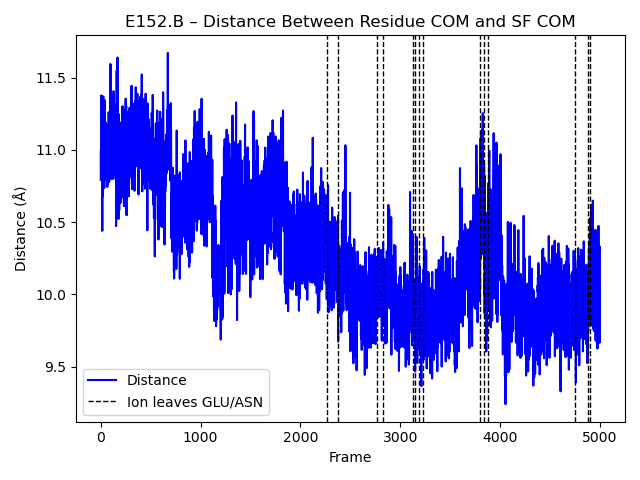 E152.B – Distance Between Residue COM and SF COM
Distance (Å)
11.5
11.0
10.5
10.0
9.5
Distance
Ion leaves GLU/ASN
0 1000 2000 3000 4000 5000
Frame